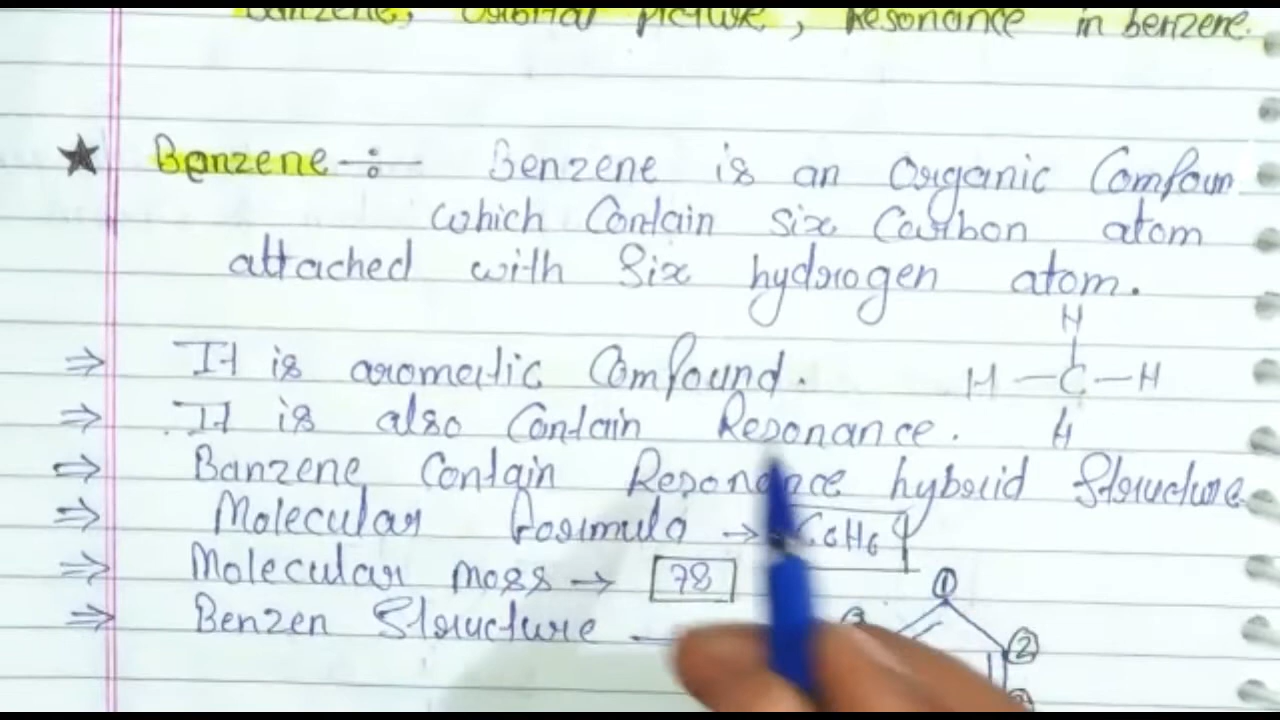 Banzene, Orbital picture, Resonance in benzene.
Benzene ÷ Benzene is an Organic Compoun
which Contain six Carbon atom
attached with Six hydrogen atom.
H
⇒ It is aromatic Compound. H-C-H
⇒ It is also Contain Resonance. H
⇒ Banzene Contain Resonance hybrid Structure
⇒ Molecular formula → C6H6
⇒ Molecular mass → 78
1
⇒ Benzen Structure
2